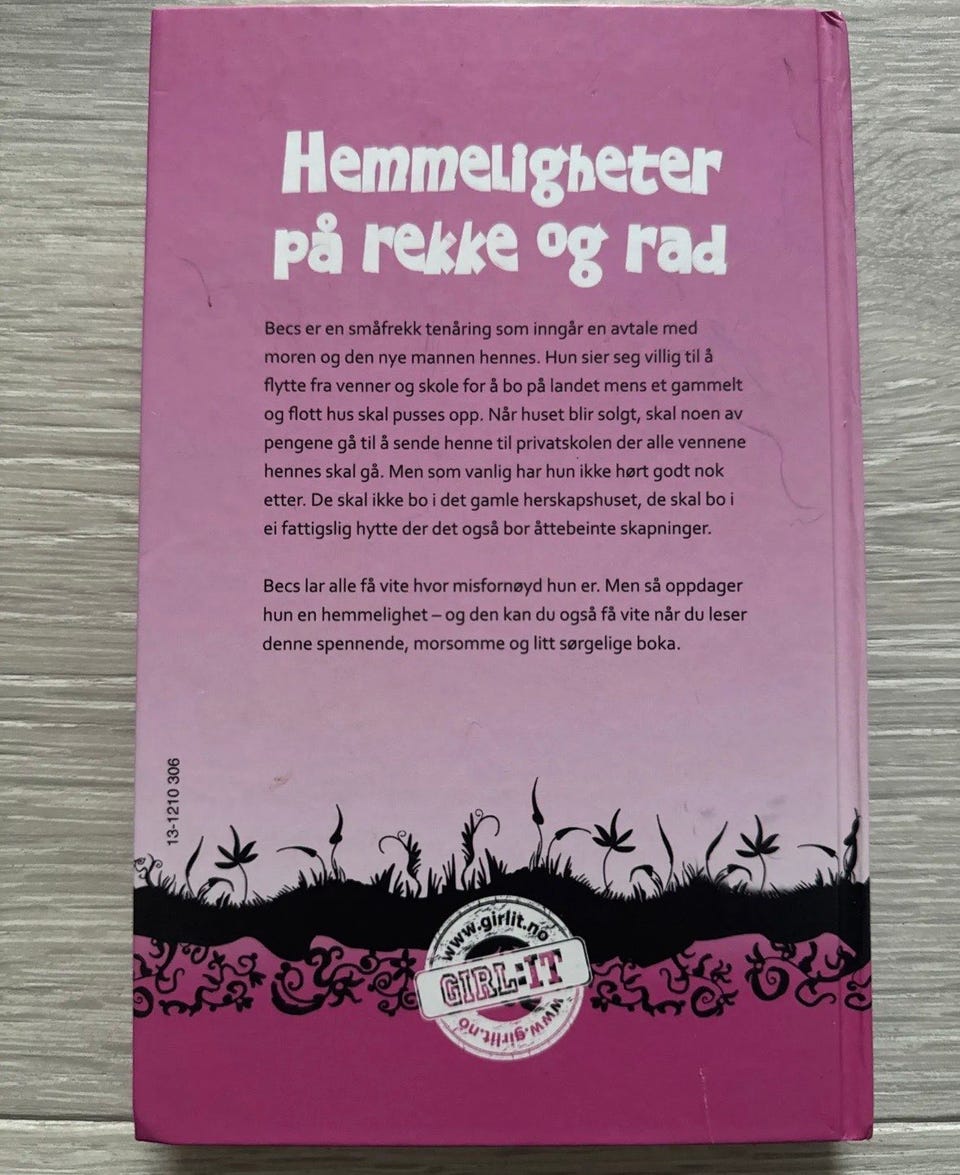 Hemmeligheter
på rekke og rad
Becs er en småfrekk tenåring som inngår en avtale med
moren og den nye mannen hennes. Hun sier seg villig til å
flytte fra venner og skole for å bo på landet mens et gammelt
og flott hus skal pusses opp. Når huset blir solgt, skal noen av
pengene gå til å sende henne til privatskolen der alle vennene
hennes skal gå. Men som vanlig har hun ikke hørt godt nok
etter. De skal ikke bo i det gamle herskapshuset, de skal bo i
ei fattigslig hytte der det også bor åttebeinte skapninger.
Becs lar alle få vite hvor misfornøyd hun er. Men så oppdager
hun en hemmelighet – og den kan du også få vite når du leser
denne spennende, morsomme og litt sørgelige boka.
13-1210 306
www.girlit.no
GIRL:IT
www.girlit.no